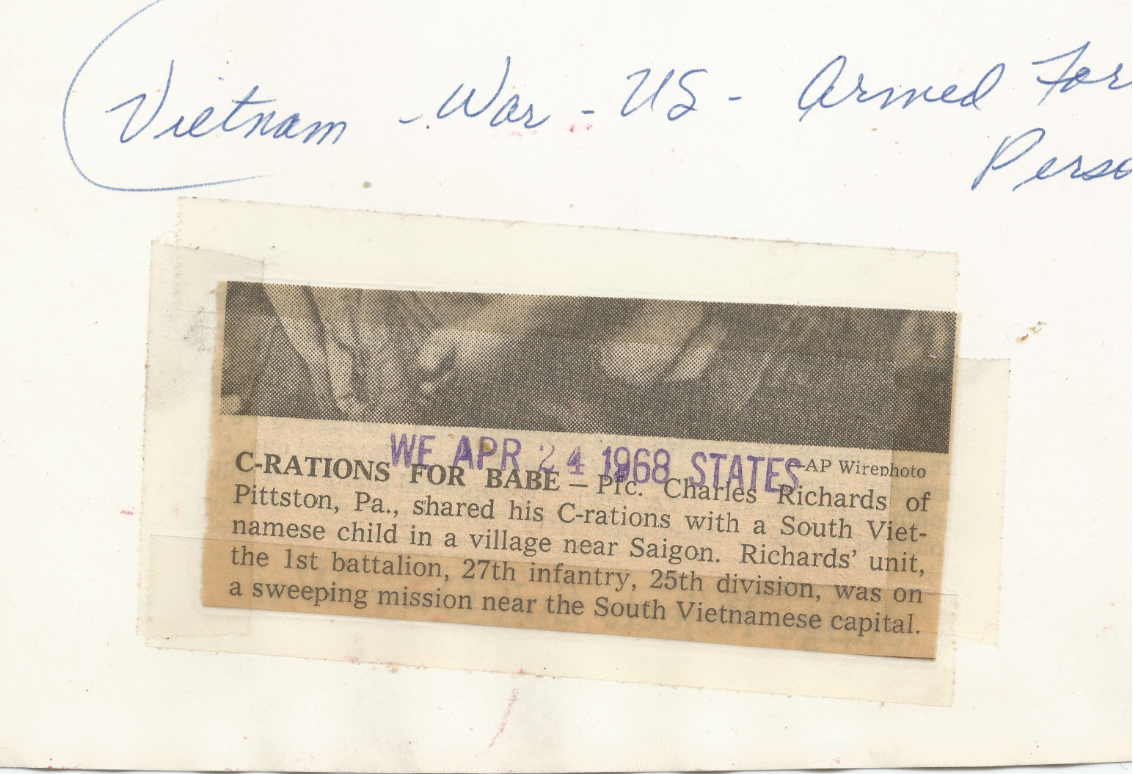 Vietnam - War - US - Armed For
Perso
WE APR 24 1968 STATES
—AP Wirephoto
C-RATIONS FOR BABE — Pfc. Charles Richards of
Pittston, Pa., shared his C-rations with a South Viet-
namese child in a village near Saigon. Richards' unit,
the 1st battalion, 27th infantry, 25th division, was on
a sweeping mission near the South Vietnamese capital.